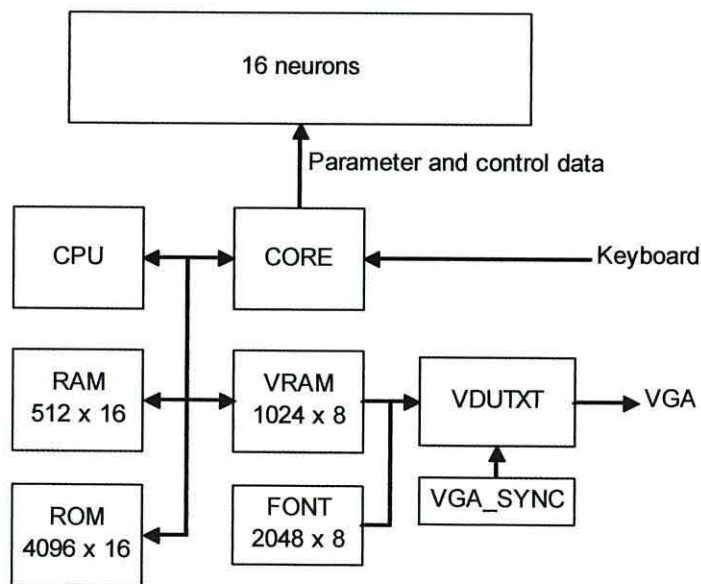 16 neurons
Parameter and control data
CPU
CORE
Keyboard
RAM
512 x 16
VRAM
1024 x 8
VDUTXT
VGA
ROM
4096 x 16
FONT
2048 x 8
VGA_SYNC